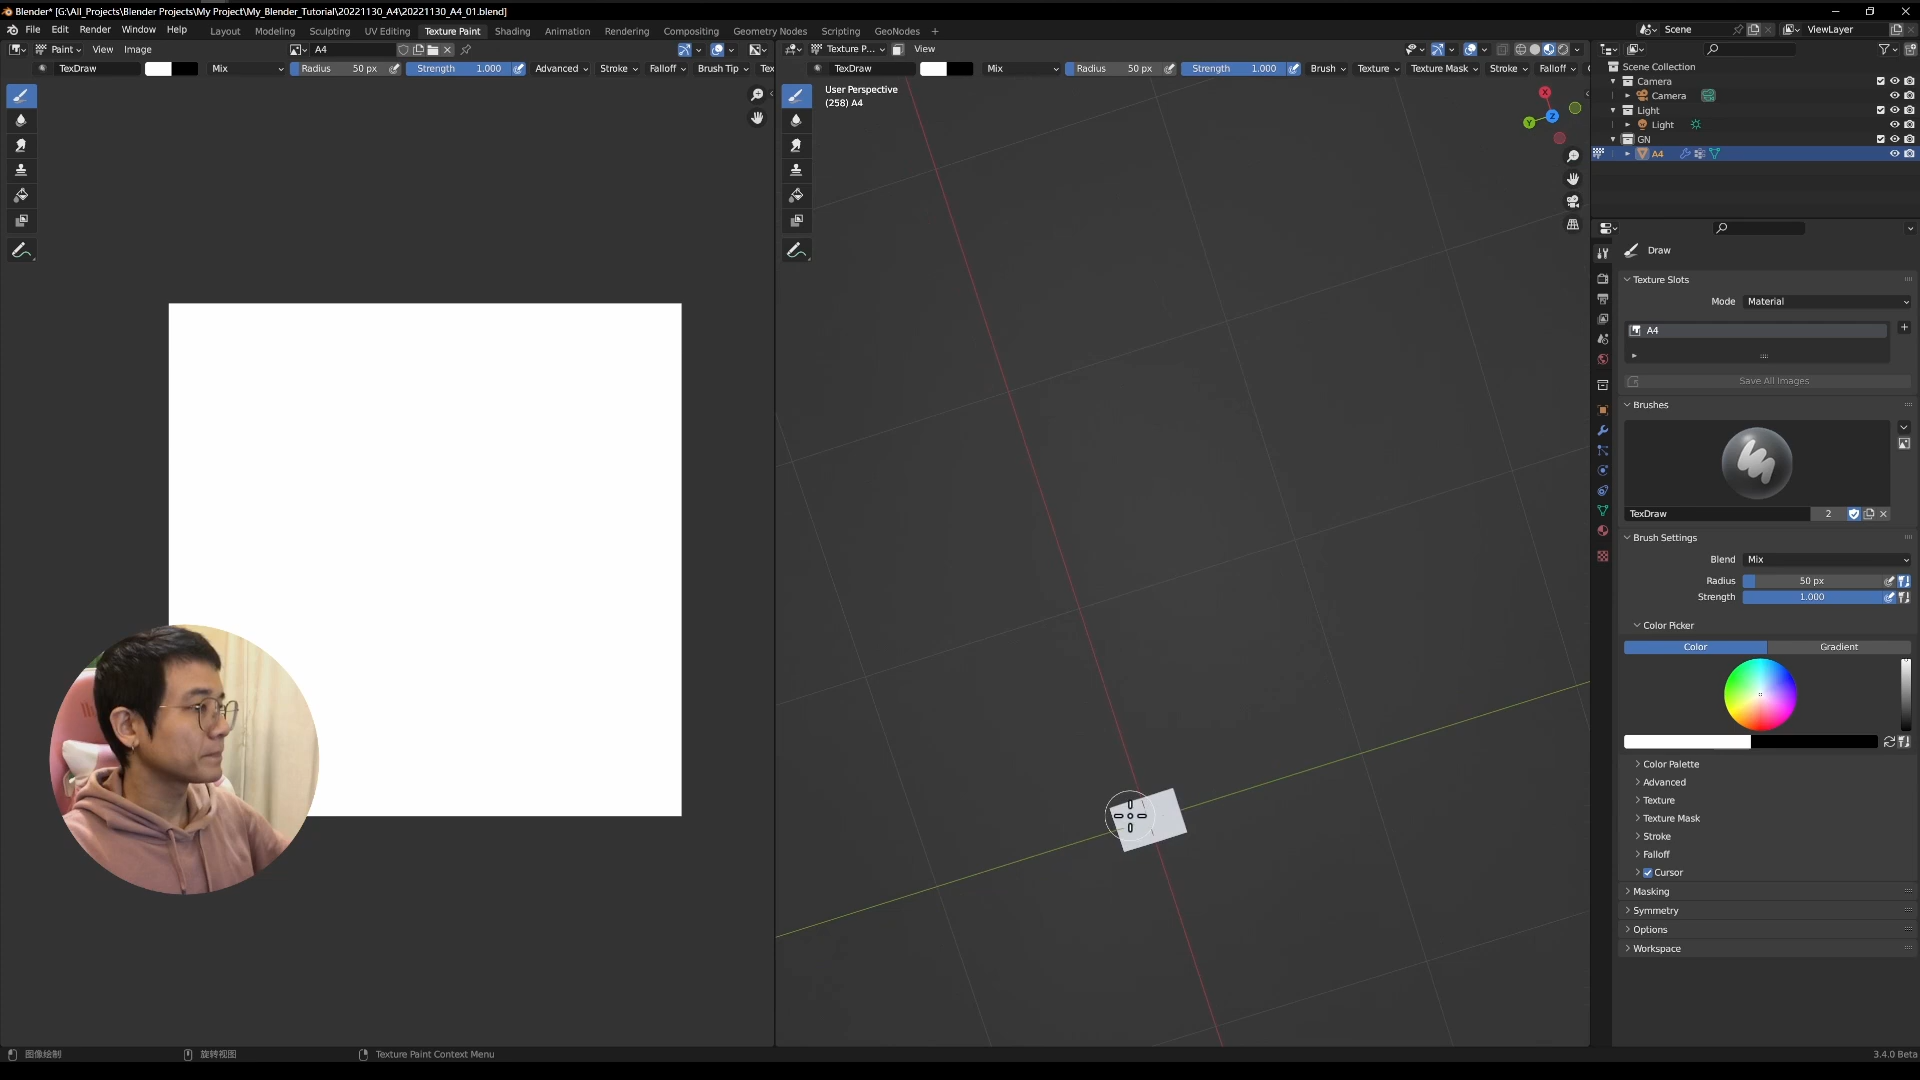 Blender* [G:\All_Projects\Blender Projects\My Project\My_Blender_Tutorial\20221130_A4\20221130_A4_01.blend]
File Edit Render Window Help Layout Modeling Sculpting UV Editing Texture Paint Shading Animation Rendering Compositing Geometry Nodes Scripting GeoNodes + Scene ViewLayer
Paint View Image A4 Texture P... View
TexDraw Mix Radius 50 px Strength 1.000 Advanced Stroke Falloff Brush Tip Tex TexDraw Mix Radius 50 px Strength 1.000 Brush Texture Texture Mask Stroke Falloff
User Perspective
(258) A4
X
Y
Z
Scene Collection
Camera
Camera
Light
Light
GN
A4
Draw
Texture Slots
Mode Material
A4
Save All Images
Brushes
TexDraw 2
Brush Settings
Blend Mix
Radius 50 px
Strength 1.000
Color Picker
Color Gradient
Color Palette
Advanced
Texture
Texture Mask
Stroke
Falloff
Cursor
Masking
Symmetry
Options
Workspace
图像绘制 旋转视图 Texture Paint Context Menu 3.4.0 Beta